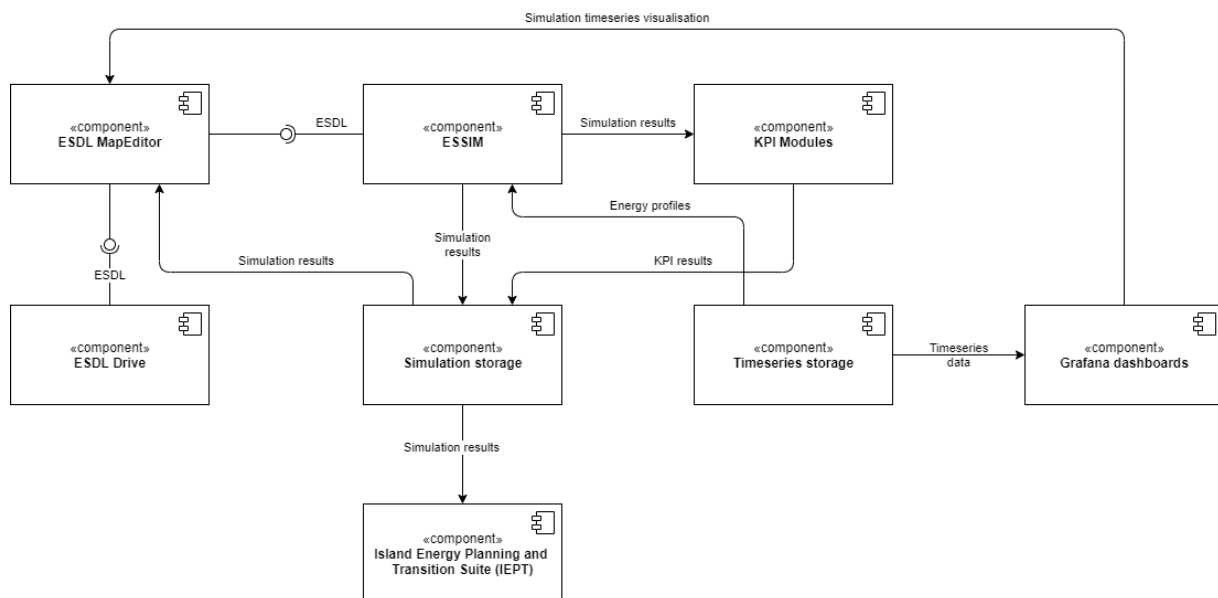 Simulation timeseries visualisation
«component»
ESDL MapEditor
ESDL
«component»
ESSIM
Simulation results
«component»
KPI Modules
Energy profiles
Simulation
results
Simulation results
KPI results
ESDL
«component»
ESDL Drive
«component»
Simulation storage
«component»
Timeseries storage
Timeseries
data
«component»
Grafana dashboards
Simulation results
«component»
Island Energy Planning and
Transition Suite (IEPT)